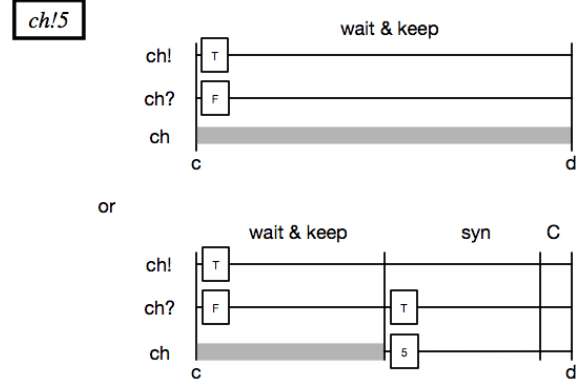 ch!5
wait & keep
ch! T
ch? F
ch
c d
or
wait & keep syn C
ch! T
ch? F T
ch 5
c d